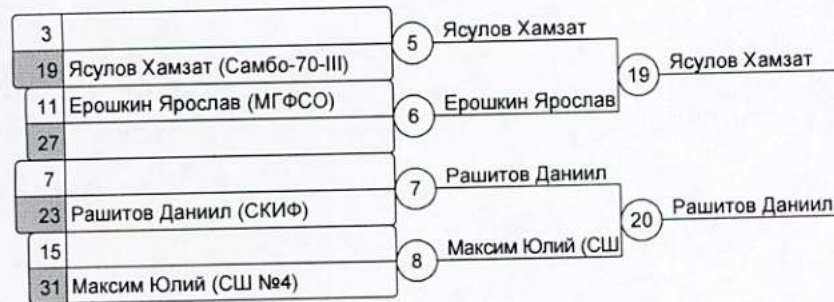 3
19 Ясулов Хамзат (Самбо-70-III)
5 Ясулов Хамзат
11 Ерошкин Ярослав (МГФСО)
27
6 Ерошкин Ярослав
19 Ясулов Хамзат
7
23 Рашитов Даниил (СКИФ)
7 Рашитов Даниил
15
31 Максим Юлий (СШ №4)
8 Максим Юлий (СШ
20 Рашитов Даниил